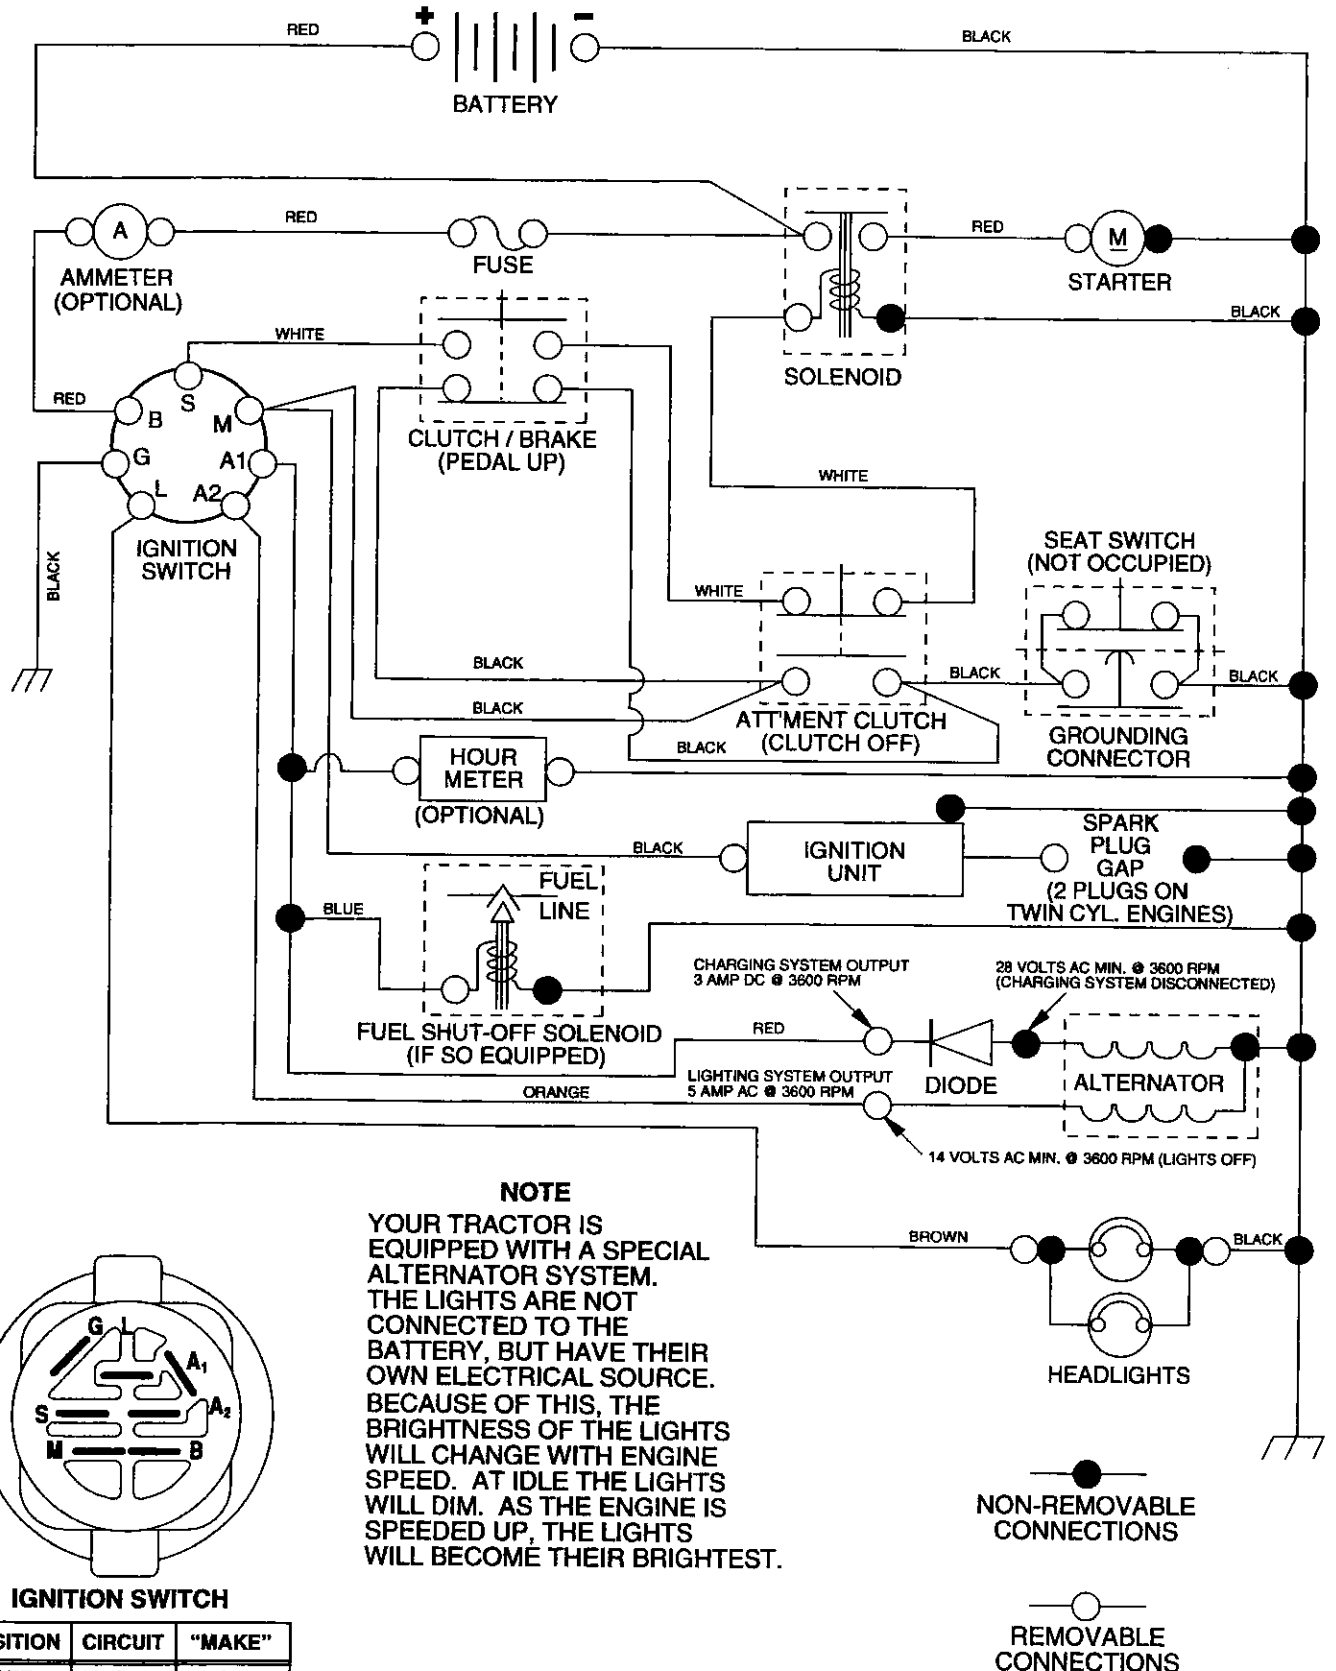 +
-
RED
BLACK
BATTERY
A
RED
FUSE
RED
M
AMMETER
(OPTIONAL)
STARTER
WHITE
BLACK
SOLENOID
RED
S
B
M
G
A1
L
A2
CLUTCH / BRAKE
(PEDAL UP)
IGNITION
SWITCH
BLACK
WHITE
SEAT SWITCH
(NOT OCCUPIED)
WHITE
BLACK
BLACK
BLACK
BLACK
ATT'MENT CLUTCH
(CLUTCH OFF)
GROUNDING
CONNECTOR
BLACK
HOUR
METER
(OPTIONAL)
BLACK
IGNITION
UNIT
SPARK
PLUG
GAP
(2 PLUGS ON
TWIN CYL. ENGINES)
FUEL
LINE
BLUE
FUEL SHUT-OFF SOLENOID
(IF SO EQUIPPED)
CHARGING SYSTEM OUTPUT
3 AMP DC @ 3600 RPM
28 VOLTS AC MIN. @ 3600 RPM
(CHARGING SYSTEM DISCONNECTED)
RED
DIODE
ALTERNATOR
LIGHTING SYSTEM OUTPUT
5 AMP AC @ 3600 RPM
ORANGE
14 VOLTS AC MIN. @ 3600 RPM (LIGHTS OFF)
NOTE
YOUR TRACTOR IS
EQUIPPED WITH A SPECIAL
ALTERNATOR SYSTEM.
THE LIGHTS ARE NOT
CONNECTED TO THE
BATTERY, BUT HAVE THEIR
OWN ELECTRICAL SOURCE.
BECAUSE OF THIS, THE
BRIGHTNESS OF THE LIGHTS
WILL CHANGE WITH ENGINE
SPEED. AT IDLE THE LIGHTS
WILL DIM. AS THE ENGINE IS
SPEEDED UP, THE LIGHTS
WILL BECOME THEIR BRIGHTEST.
BROWN
BLACK
HEADLIGHTS
G L
A1
S
A2
M
B
IGNITION SWITCH
SITION CIRCUIT "MAKE"
NON-REMOVABLE
CONNECTIONS
REMOVABLE
CONNECTIONS